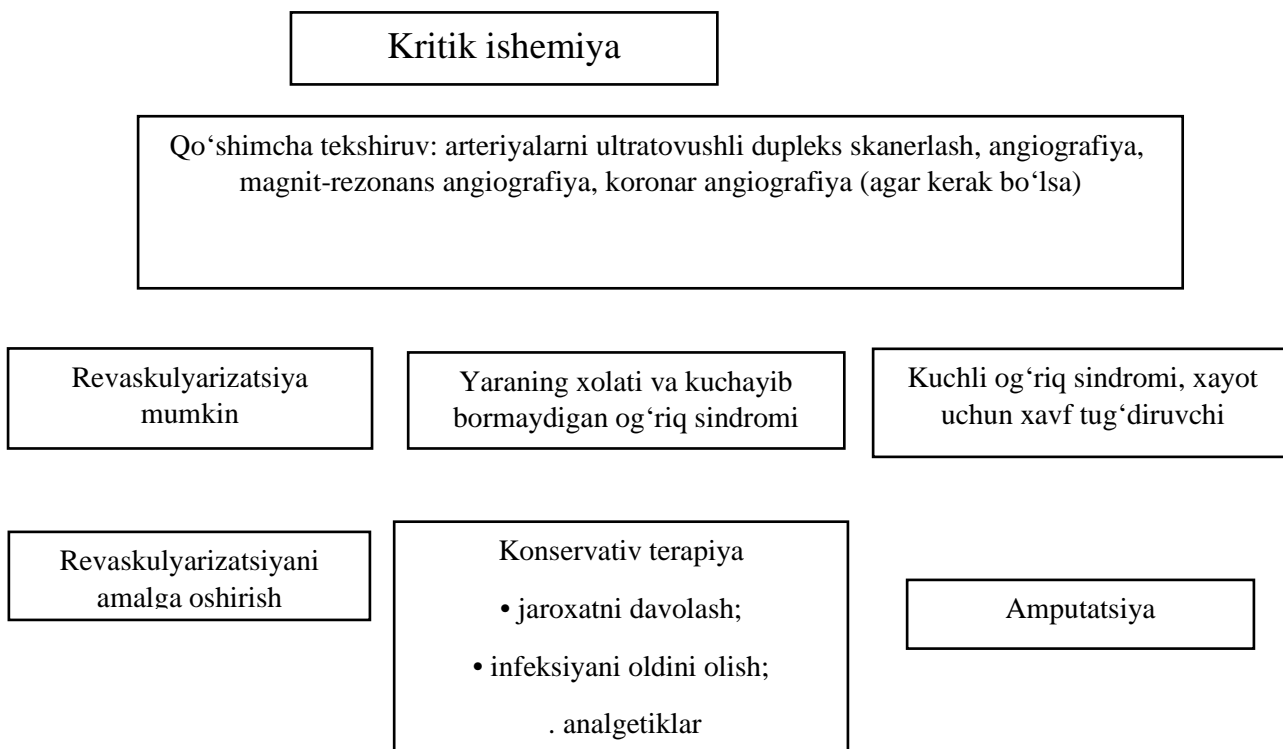 Kritik ishemiya
Qo‘shimcha tekshiruv: arteriyalarni ultratovushli dupleks skanerlash, angiografiya,
magnit-rezonans angiografiya, koronar angiografiya (agar kerak bo‘lsa)
Revaskulyarizatsiya
mumkin
Yaraning xolati va kuchayib
bormaydigan og‘riq sindromi
Kuchli og‘riq sindromi, xayot
uchun xavf tug‘diruvchi
Revaskulyarizatsiyani
amalga oshirish
Konservativ terapiya
• jaroxatni davolash;
• infeksiyani oldini olish;
. analgetiklar
Amputatsiya